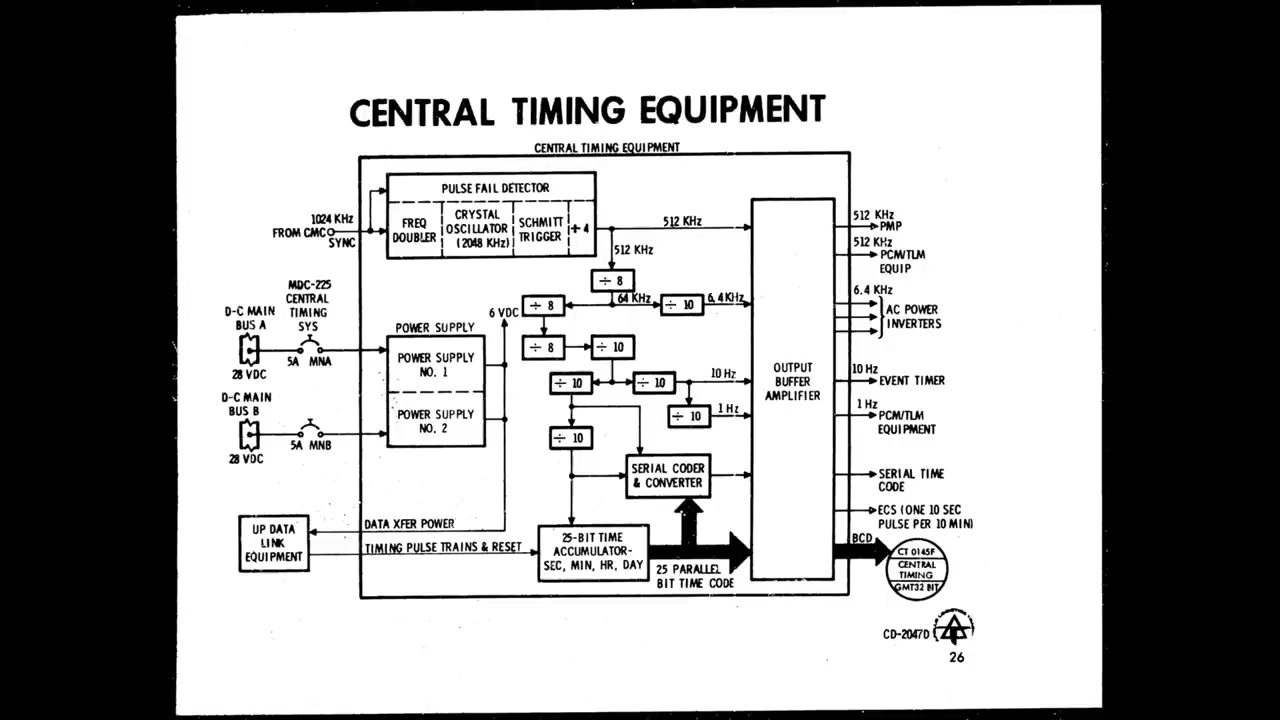 CENTRAL TIMING EQUIPMENT
CENTRAL TIMING EQUIPMENT
PULSE FAIL DETECTOR
FREQ
DOUBLER
CRYSTAL
OSCILLATOR
(2048 KHz)
SCHMITT
TRIGGER
÷ 4
1024 KHz
FROM CMC
SYNC
512 KHz
512 KHz
÷ 8
64 KHz
÷ 10
6.4 KHz
÷ 8
÷ 8
÷ 10
÷ 10
÷ 10
10 Hz
÷ 10
1 Hz
÷ 10
MDC-225
CENTRAL
TIMING
SYS
D-C MAIN
BUS A
28 VDC
5A MNA
D-C MAIN
BUS B
28 VDC
5A MNB
POWER SUPPLY
POWER SUPPLY
NO. 1
POWER SUPPLY
NO. 2
6 VDC
SERIAL CODER
& CONVERTER
UP DATA
LINK
EQUIPMENT
DATA XFER POWER
TIMING PULSE TRAINS & RESET
25-BIT TIME
ACCUMULATOR-
SEC, MIN, HR, DAY
25 PARALLEL
BIT TIME CODE
OUTPUT
BUFFER
AMPLIFIER
512 KHz
PMP
512 KHz
PCM/TLM
EQUIP
6.4 KHz
AC POWER
INVERTERS
10 Hz
EVENT TIMER
1 Hz
PCM/TLM
EQUIPMENT
SERIAL TIME
CODE
ECS (ONE 10 SEC
PULSE PER 10 MIN)
BCD
CT 0145F
CENTRAL
TIMING
GMT32 BIT
CD-2047D
26